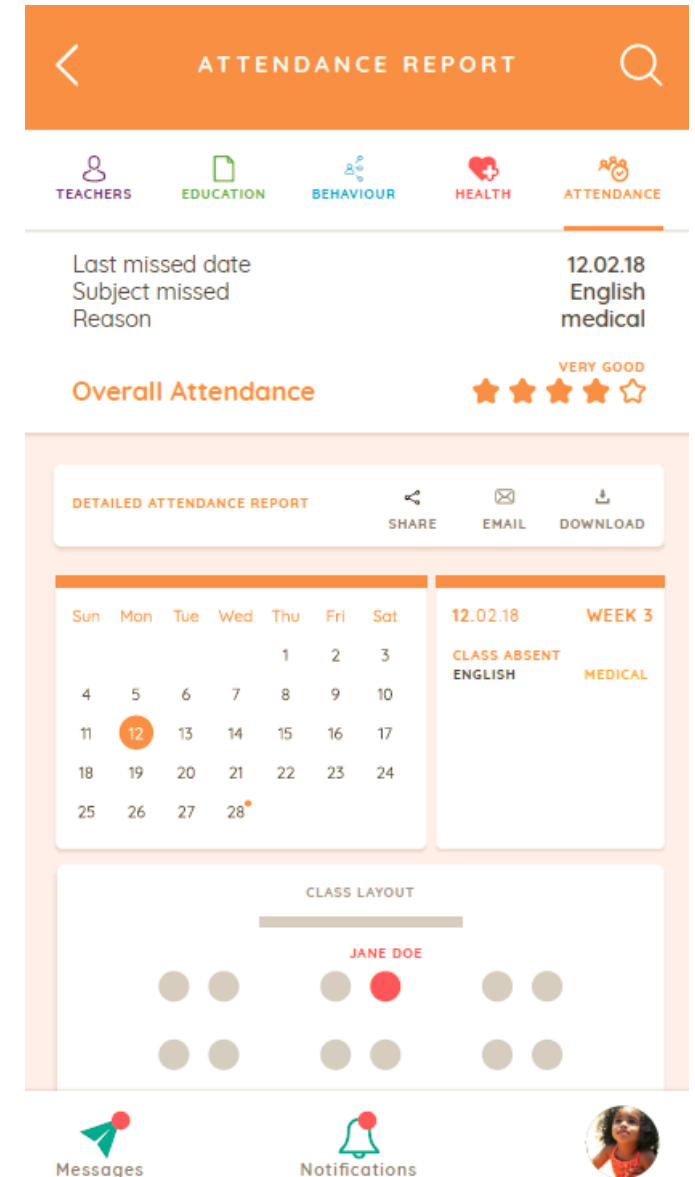 ATTENDANCE REPORT
TEACHERS EDUCATION BEHAVIOUR HEALTH ATTENDANCE
Last missed date 12.02.18
Subject missed English
Reason medical
VERY GOOD
Overall Attendance
DETAILED ATTENDANCE REPORT SHARE EMAIL DOWNLOAD
Sun Mon Tue Wed Thu Fri Sat
1 2 3
4 5 6 7 8 9 10
11 12 13 14 15 16 17
18 19 20 21 22 23 24
25 26 27 28
12.02.18 WEEK 3
CLASS ABSENT
ENGLISH MEDICAL
CLASS LAYOUT
JANE DOE
Messages Notifications